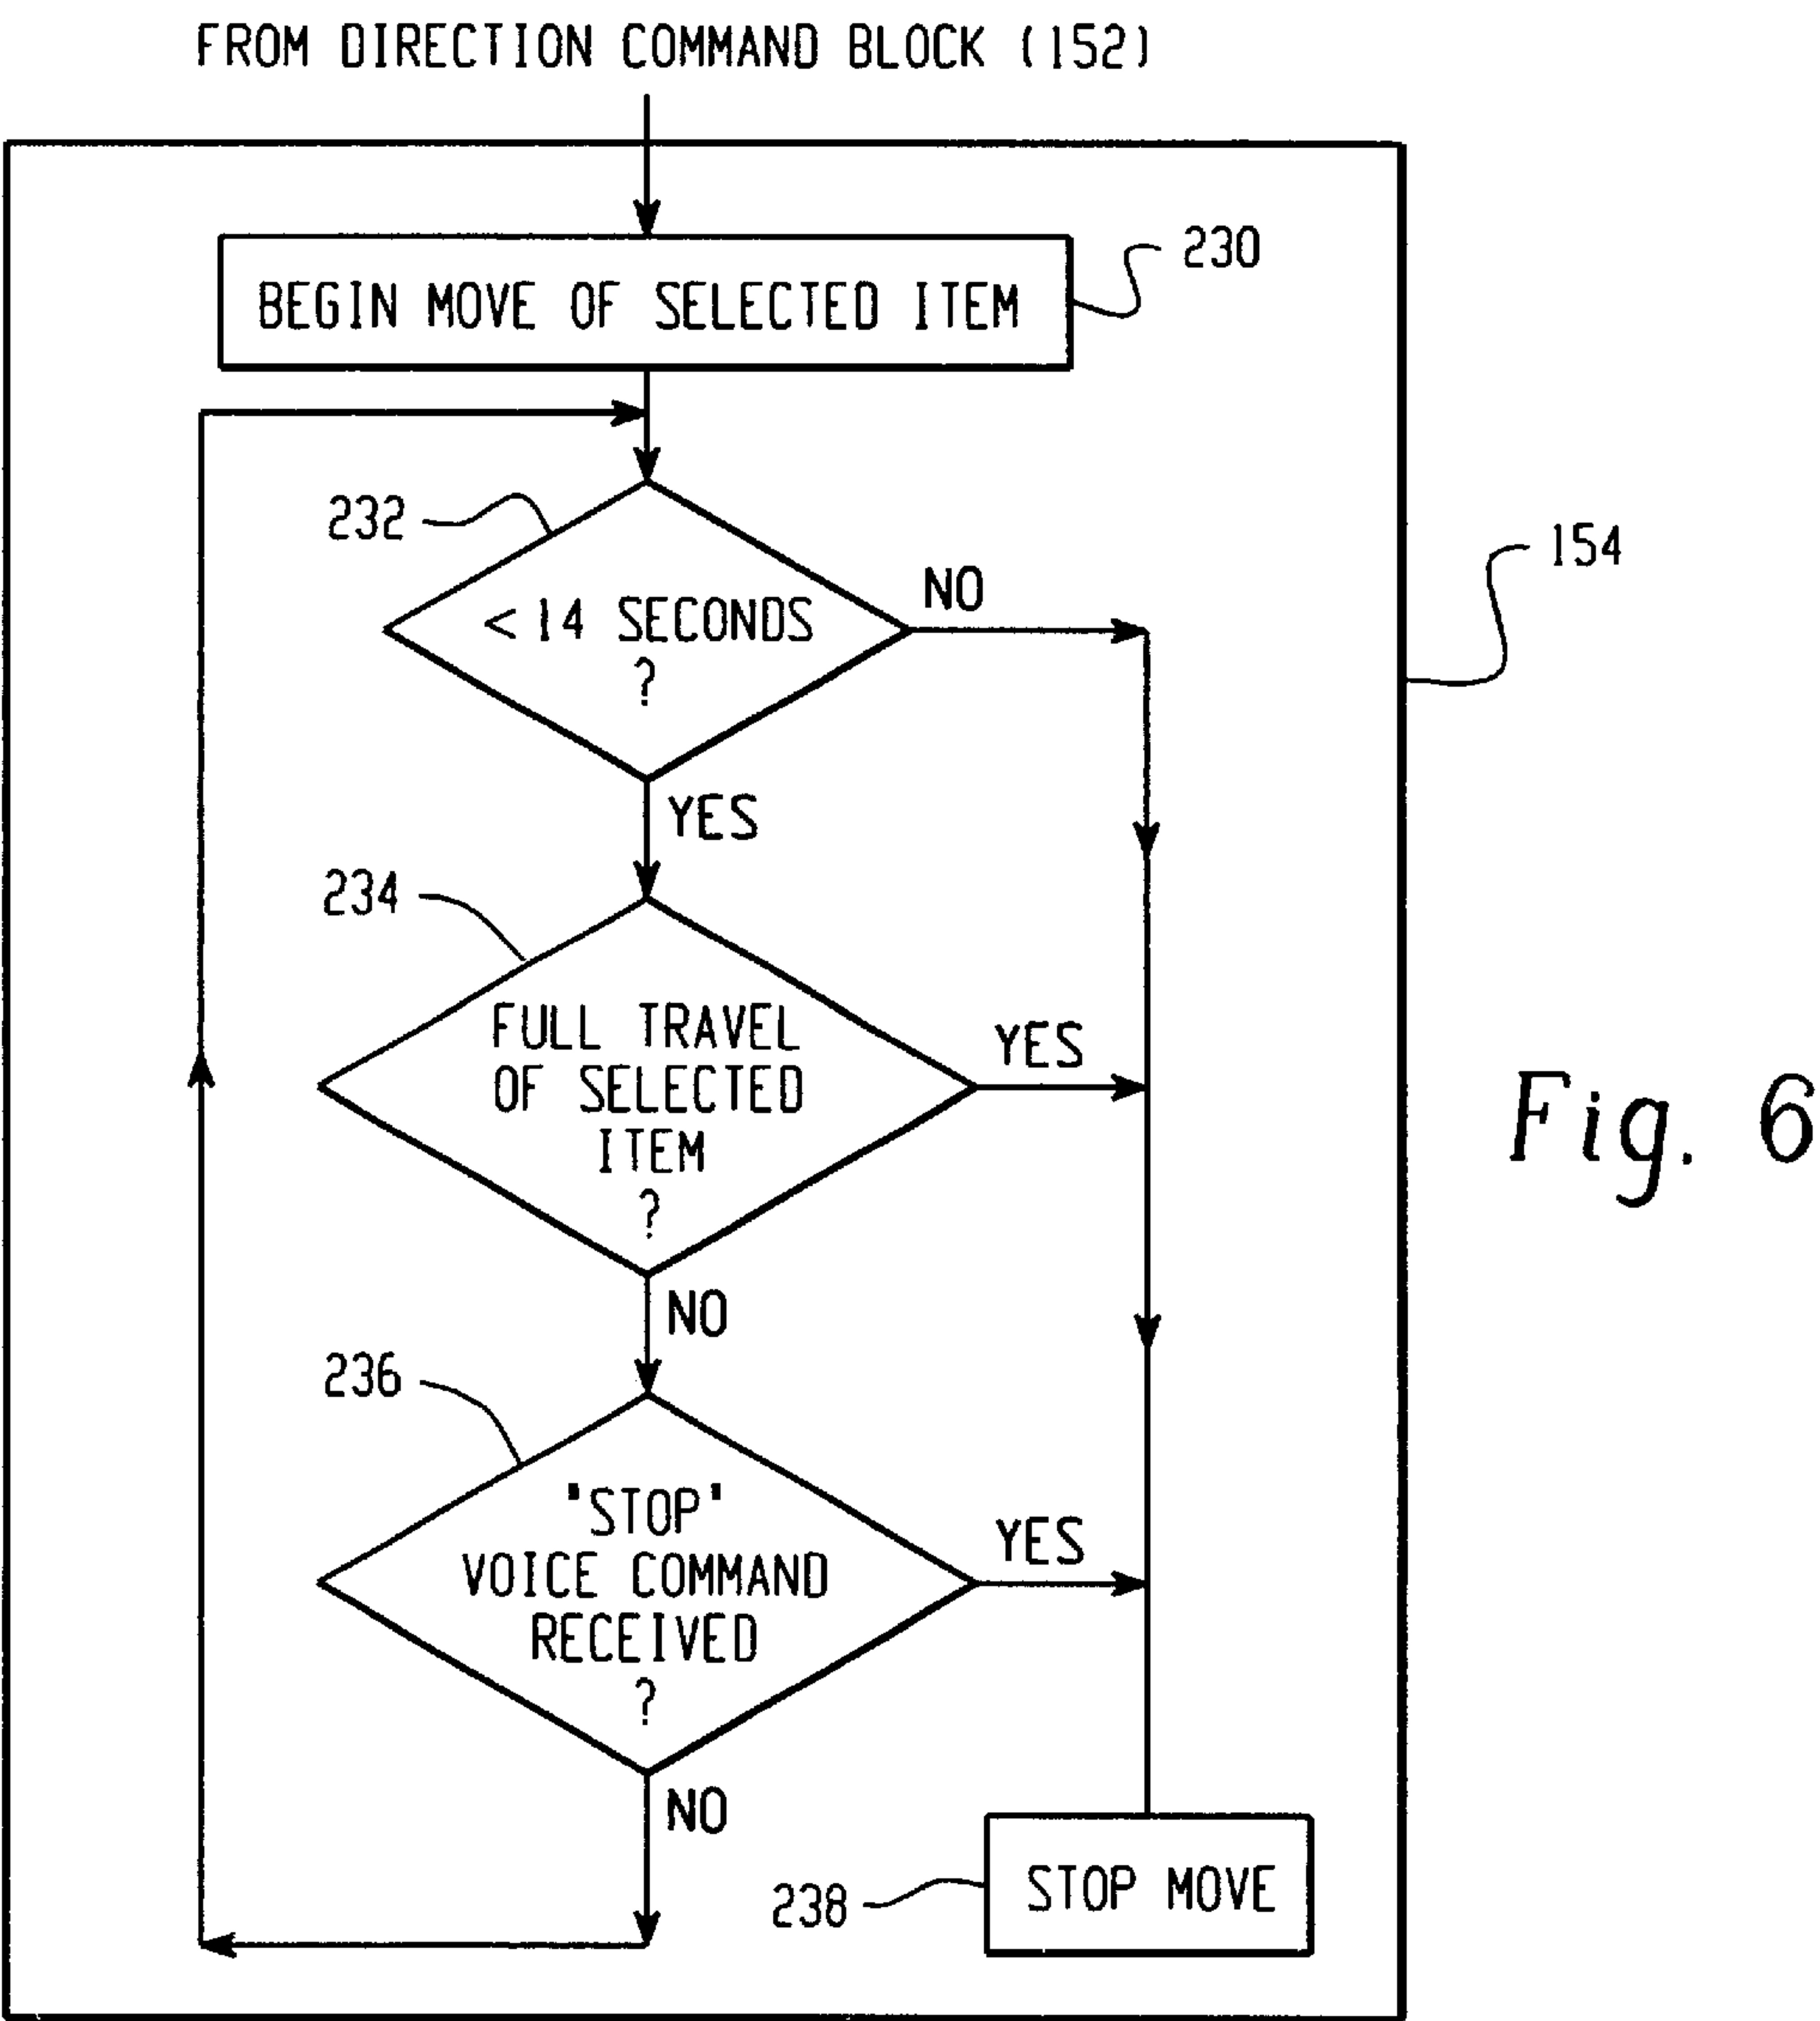 FROM DIRECTION COMMAND BLOCK (152)
BEGIN MOVE OF SELECTED ITEM
230
232
< 14 SECONDS
?
NO
YES
154
234
FULL TRAVEL
OF SELECTED
ITEM
?
YES
NO
Fig. 6
236
"STOP"
VOICE COMMAND
RECEIVED
?
YES
NO
238
STOP MOVE